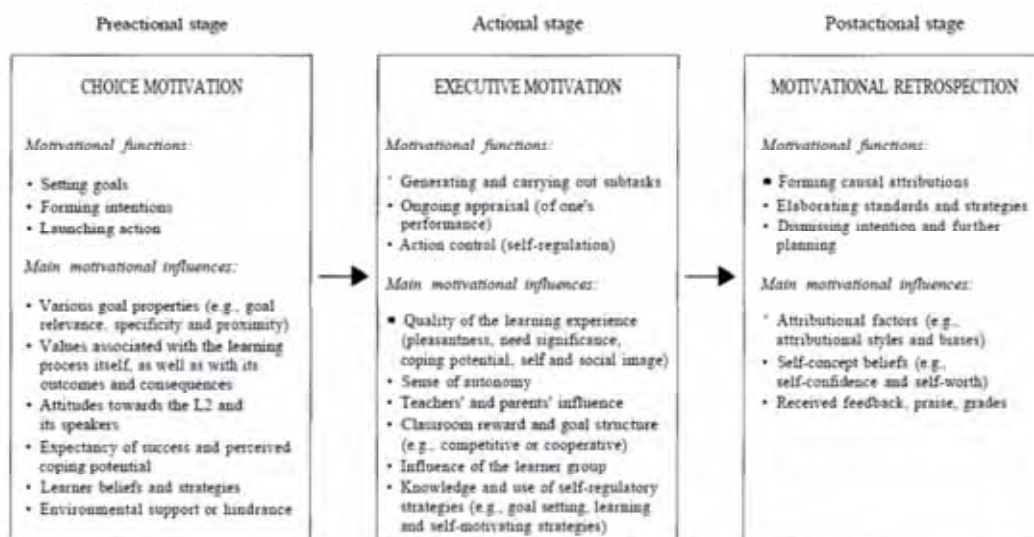 Preactional stage
CHOICE MOTIVATION
Motivational functions:
• Setting goals
• Forming intentions
• Launching action
Main motivational influences:
• Various goal properties (e.g., goal
relevance, specificity and proximity)
• Values associated with the learning
process itself, as well as with its
outcomes and consequences
• Attitudes towards the L2 and
its speakers
• Expectancy of success and perceived
coping potential
• Learner beliefs and strategies
• Environmental support or hindrance
Actional stage
EXECUTIVE MOTIVATION
Motivational functions:
• Generating and carrying out subtasks
• Ongoing appraisal (of one's
performance)
• Action control (self-regulation)
Main motivational influences:
• Quality of the learning experience
(pleasantness, need significance,
coping potential, self and social image)
• Sense of autonomy
• Teachers' and parents' influence
• Classroom reward and goal structure
(e.g., competitive or cooperative)
• Influence of the learner group
• Knowledge and use of self-regulatory
strategies (e.g., goal setting, learning
and self-motivating strategies)
Postactional stage
MOTIVATIONAL RETROSPECTION
Motivational functions:
• Forming causal attributions
• Elaborating standards and strategies
• Dismissing intention and further
planning
Main motivational influences:
• Attributional factors (e.g.,
attributional styles and biases)
• Self-concept beliefs (e.g.,
self-confidence and self-worth)
• Received feedback, praise, grades